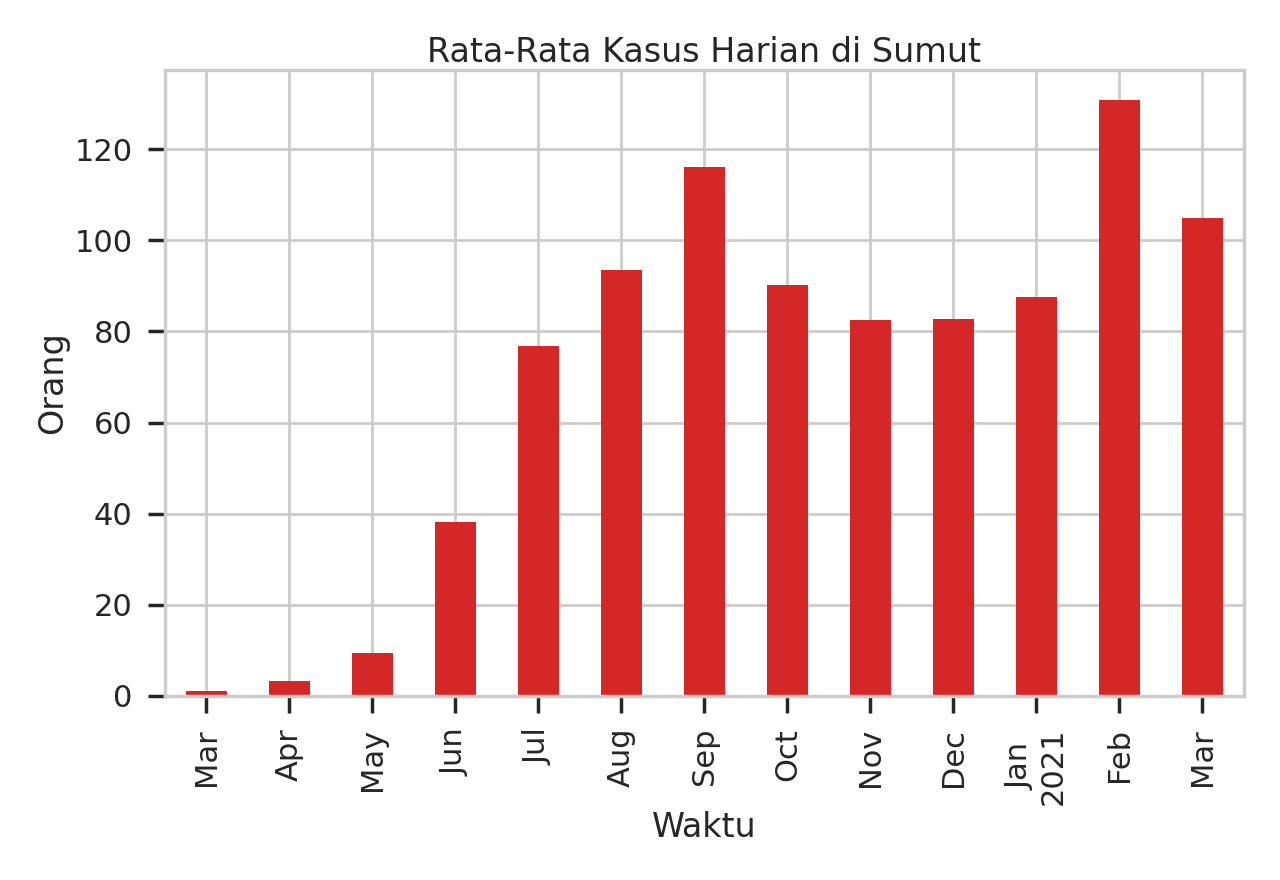 Rata-Rata Kasus Harian di Sumut
120
100
80
60
40
20
0
Orang
Mar
Apr
May
Jun
Jul
Aug
Sep
Oct
Nov
Dec
Jan
2021
Feb
Mar
Waktu